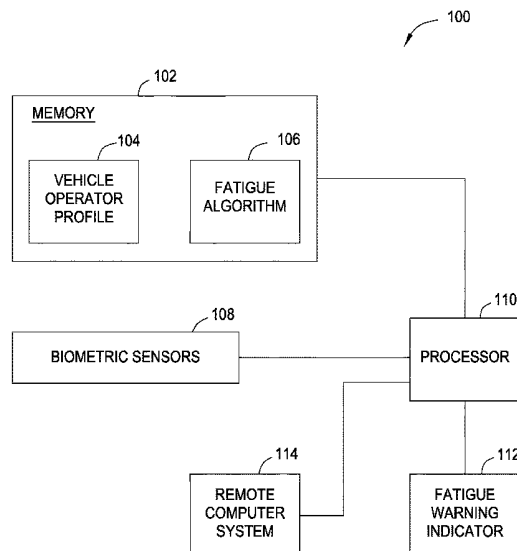 100
102
MEMORY
104
106
VEHICLE
OPERATOR
PROFILE
FATIGUE
ALGORITHM
108
110
BIOMETRIC SENSORS
PROCESSOR
114
112
REMOTE
COMPUTER
SYSTEM
FATIGUE
WARNING
INDICATOR